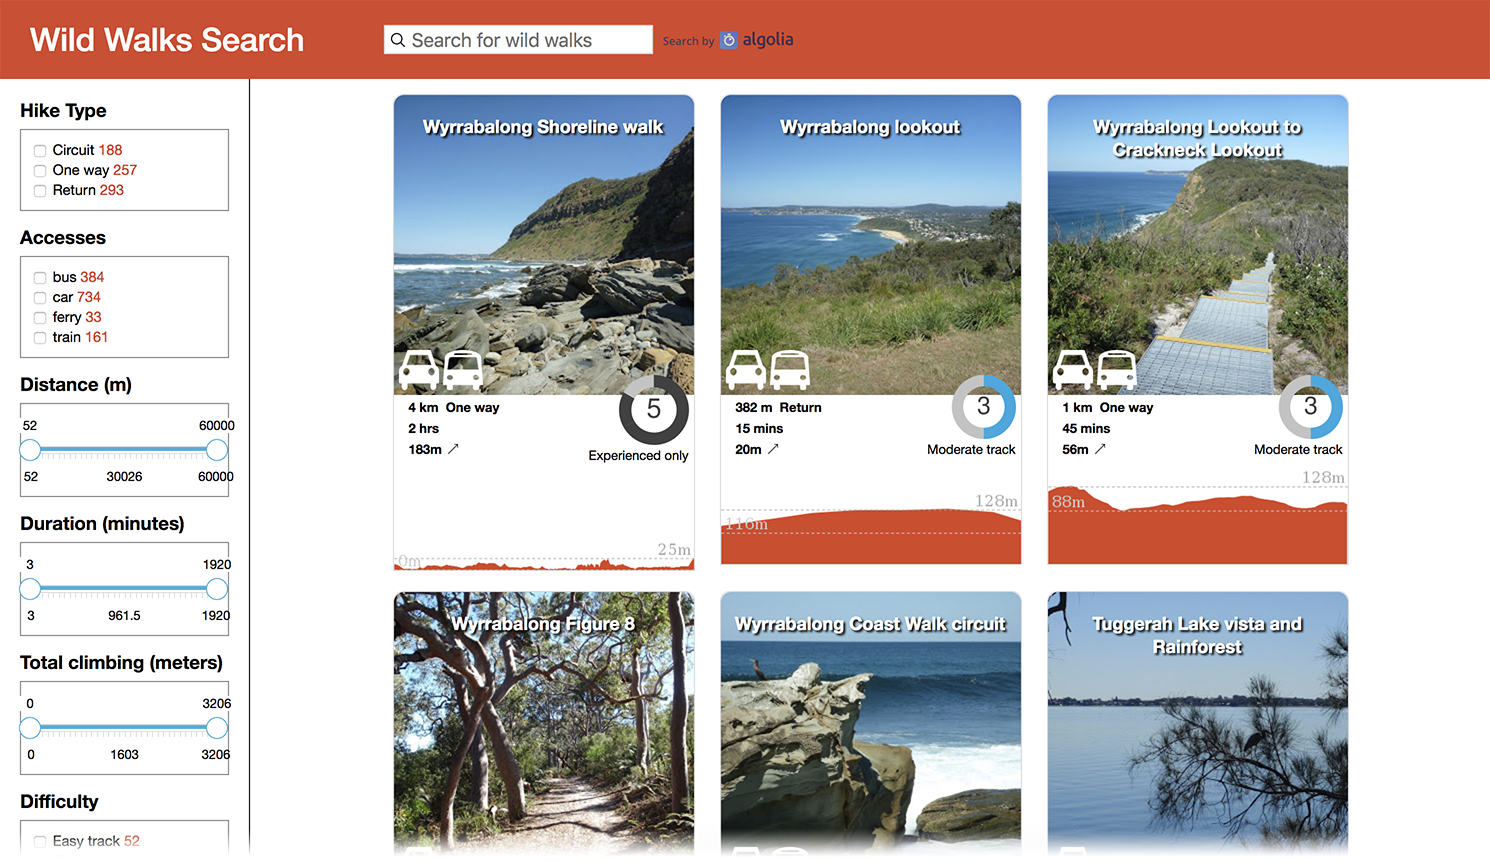 Wild Walks Search
Search for wild walks
Search by algolia
Hike Type
Circuit 188
One way 257
Return 293
Accesses
bus 384
car 734
ferry 33
train 161
Distance (m)
52 60000
52 30026 60000
Duration (minutes)
3 1920
3 961.5 1920
Total climbing (meters)
0 3206
0 1603 3206
Difficulty
Easy track 52
Wyrrabalong Shoreline walk
4 km One way
2 hrs
183m
5
Experienced only
25m
0m
Wyrrabalong lookout
382 m Return
15 mins
20m
3
Moderate track
128m
116m
Wyrrabalong Lookout to
Crackneck Lookout
1 km One way
45 mins
56m
3
Moderate track
128m
88m
Wyrrabalong Figure 8
Wyrrabalong Coast Walk circuit
Tuggerah Lake vista and
Rainforest